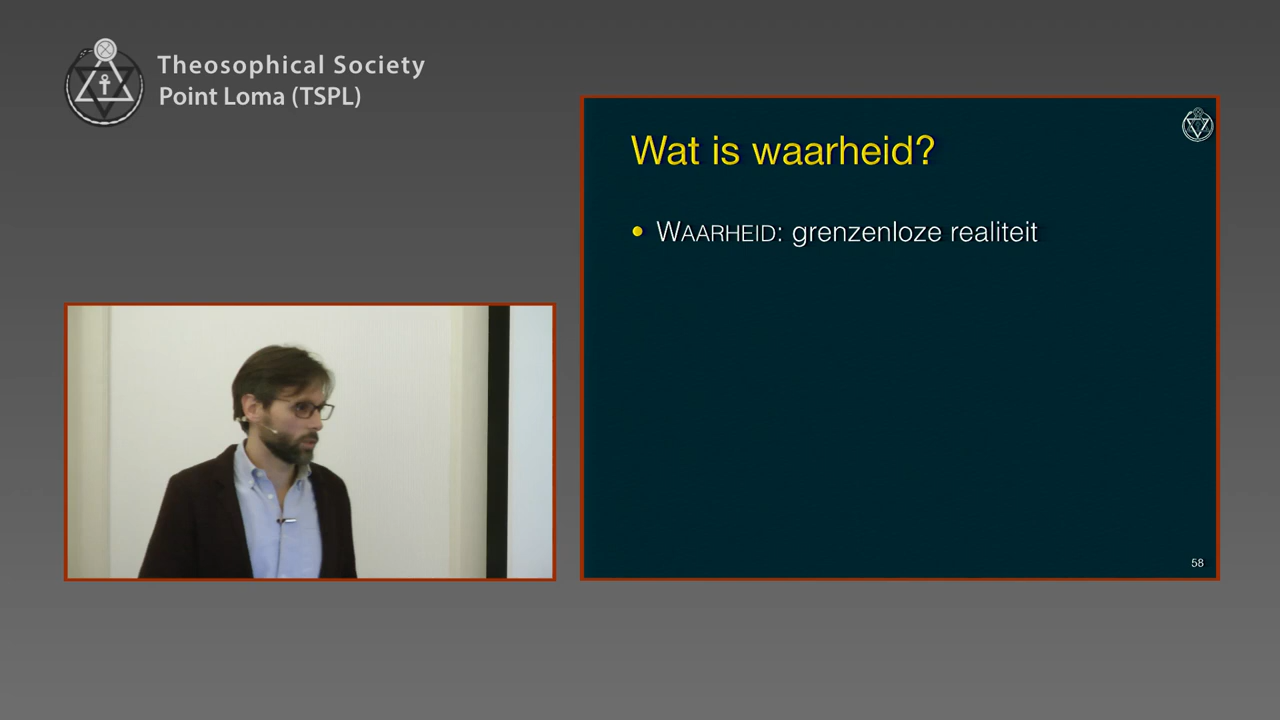 Theosophical Society
Point Loma (TSPL)
Wat is waarheid?
• WAARHEID: grenzenloze realiteit
58